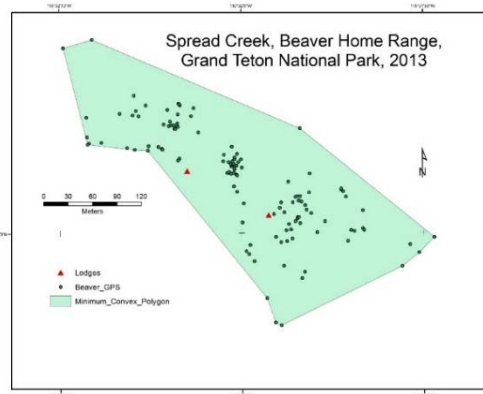 Spread Creek, Beaver Home Range,
Grand Teton National Park, 2013
N
0 30 60 90 120
Meters
Lodges
Beaver_GPS
Minimum_Convex_Polygon